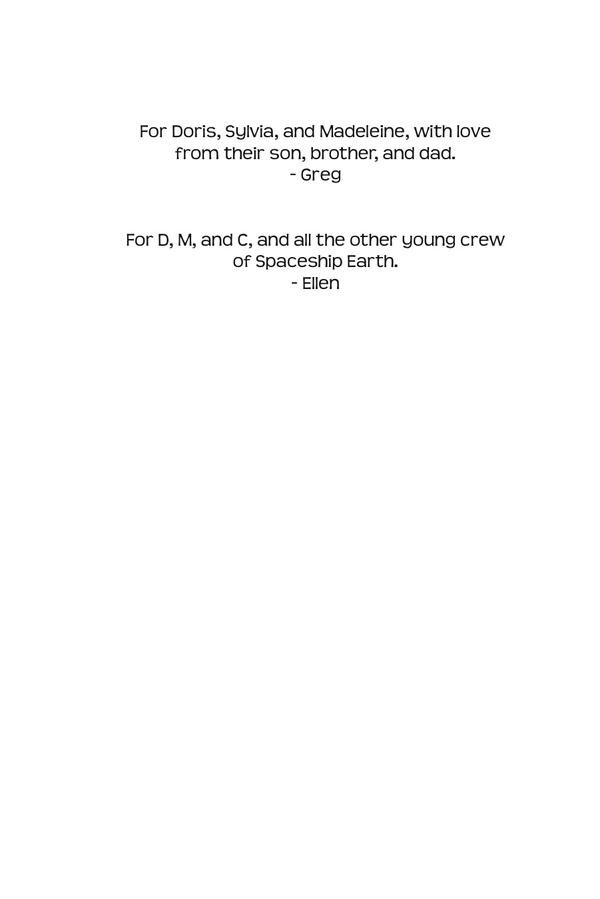 For Doris, Sylvia, and Madeleine, with love
from their son, brother, and dad.
- Greg
For D, M, and C, and all the other young crew
of Spaceship Earth.
- Ellen